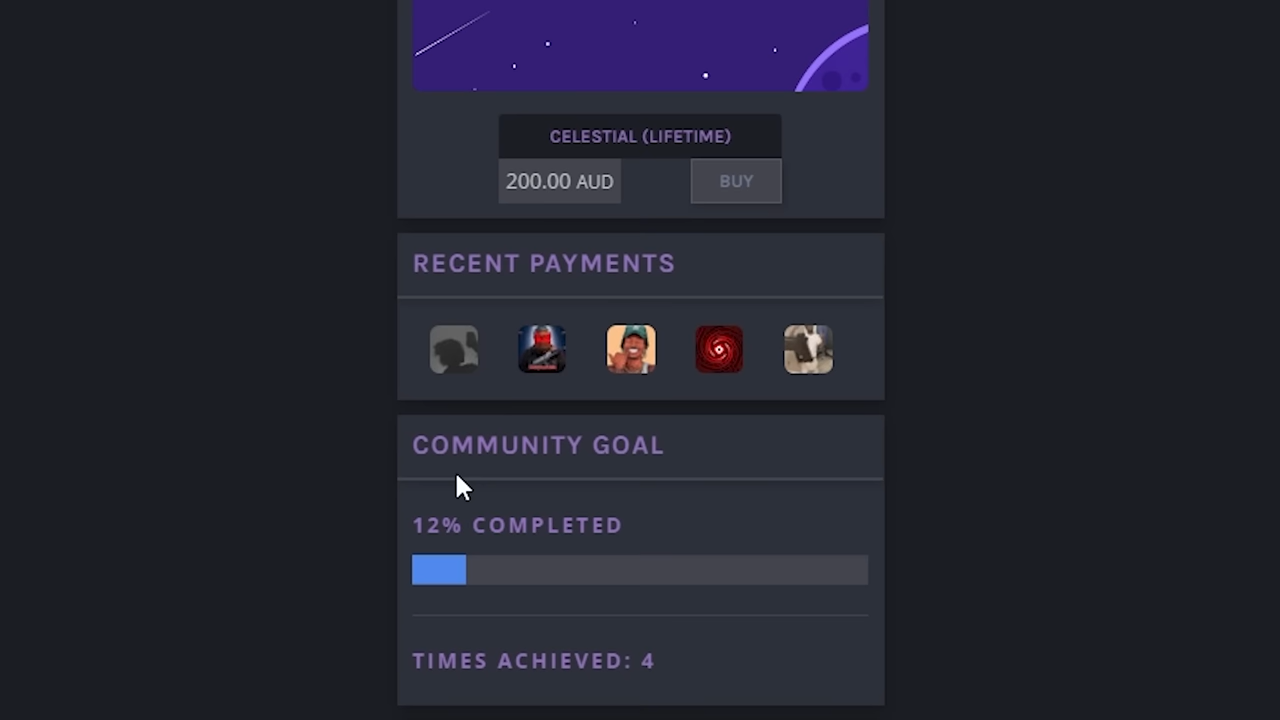 CELESTIAL (LIFETIME)
200.00 AUD
BUY
RECENT PAYMENTS
COMMUNITY GOAL
12% COMPLETED
TIMES ACHIEVED: 4